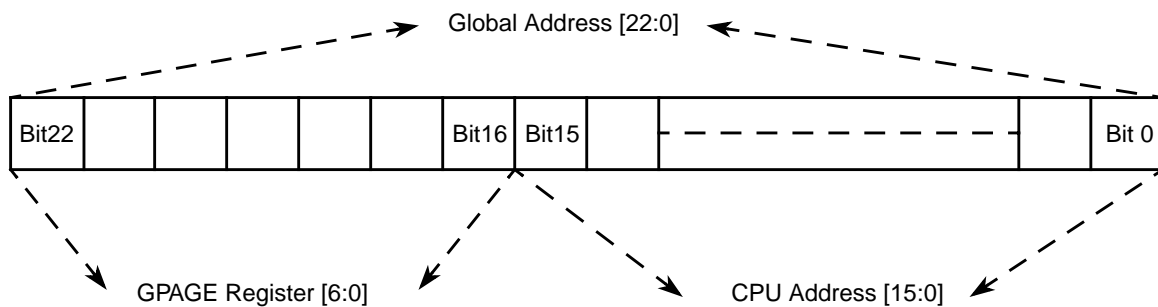 Global Address [22:0]
Bit22 Bit16 Bit15 Bit 0
GPAGE Register [6:0] CPU Address [15:0]